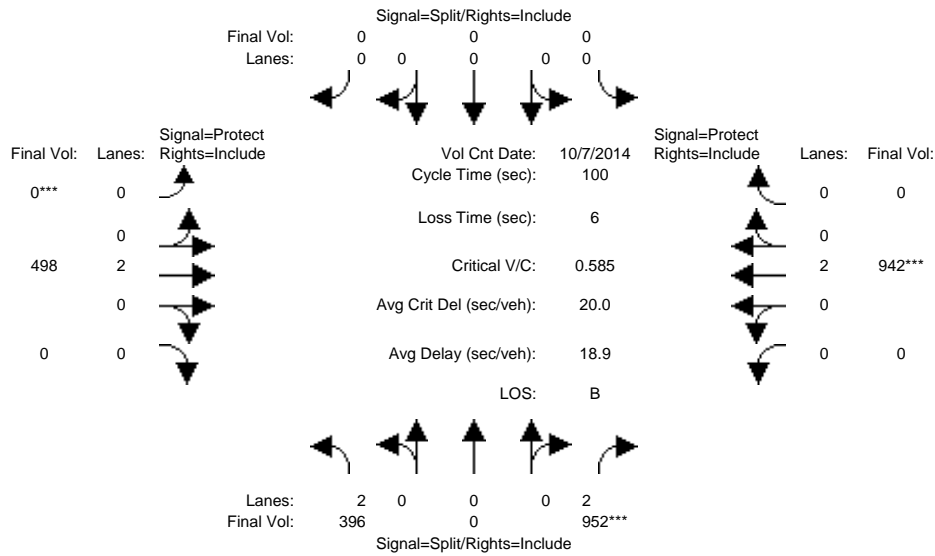 Signal=Split/Rights=Include
Final Vol: 0 0 0
Lanes: 0 0 0 0 0
Signal=Protect Signal=Protect
Final Vol: Lanes: Rights=Include Vol Cnt Date: 10/7/2014 Rights=Include Lanes: Final Vol:
Cycle Time (sec): 100
0*** 0 0 0
Loss Time (sec): 6
0 0
498 2 Critical V/C: 0.585 2 942***
0 Avg Crit Del (sec/veh): 20.0 0
0 0 Avg Delay (sec/veh): 18.9 0 0
LOS: B
Lanes: 2 0 0 0 2
Final Vol: 396 0 952***
Signal=Split/Rights=Include